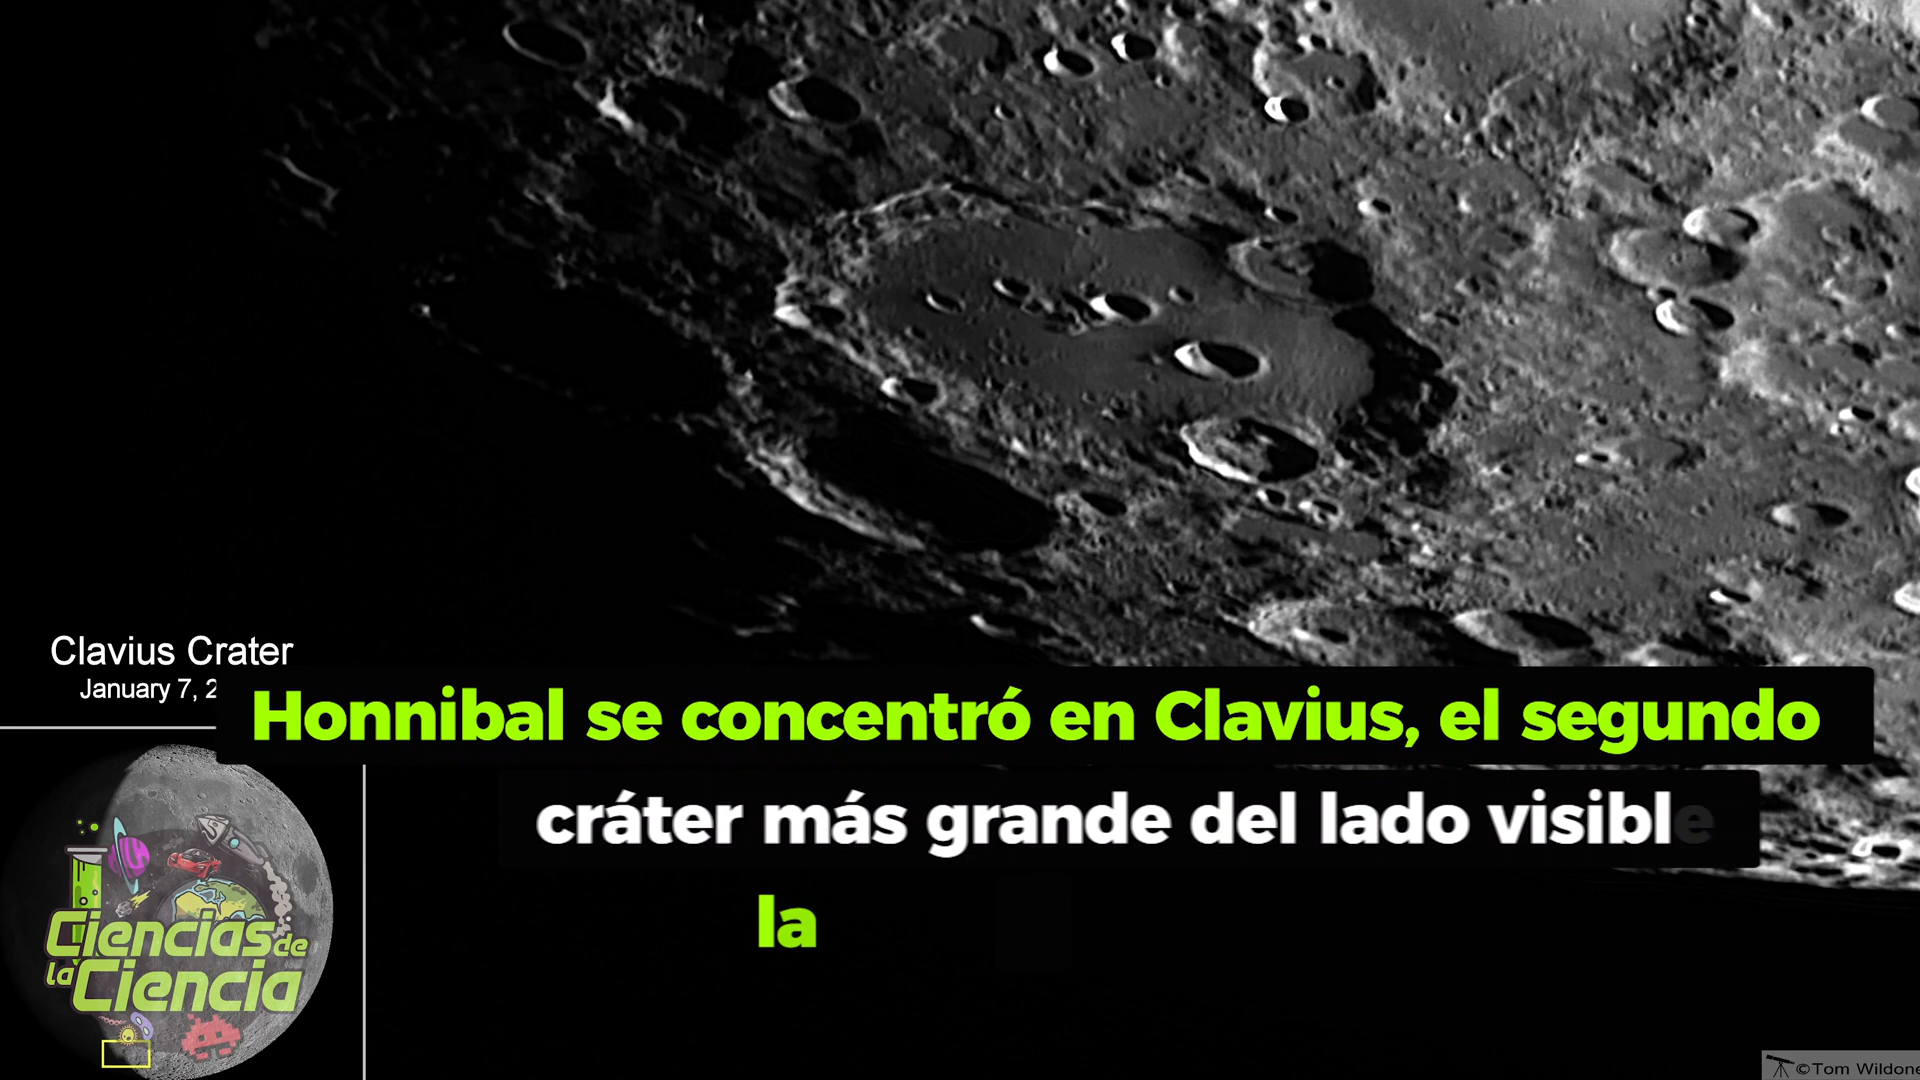 Clavius Crater
January 7, 2
Honnibal se concentró en Clavius, el segundo
cráter más grande del lado visible
la
Ciencias de
la Ciencia
©Tom Wildone